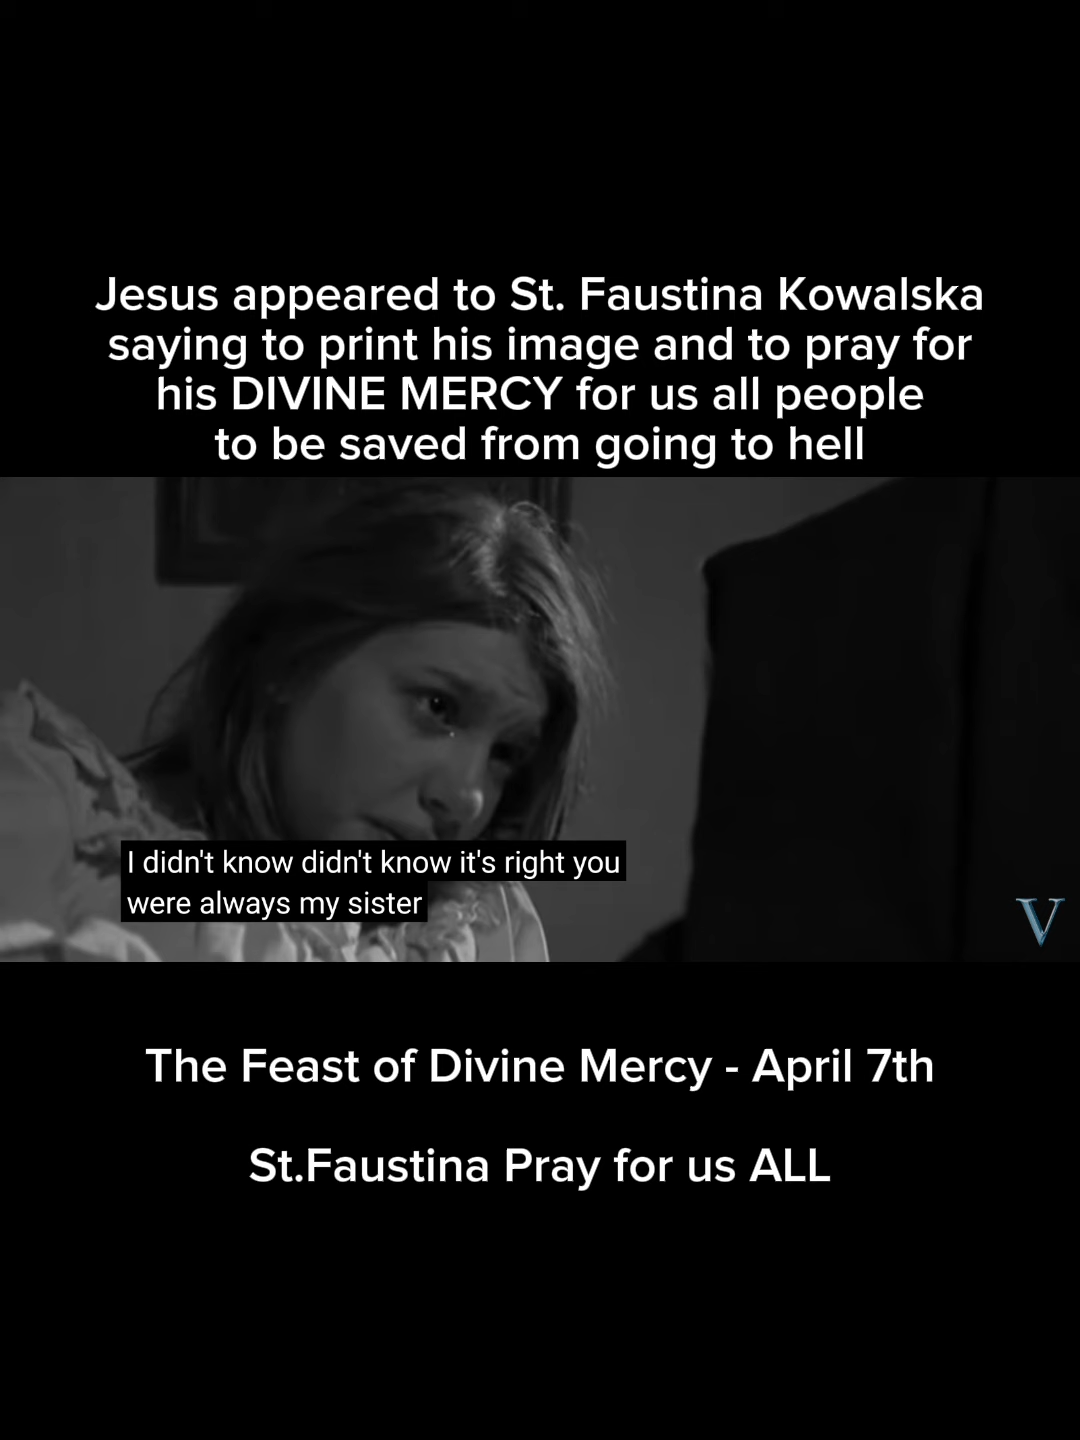 Jesus appeared to St. Faustina Kowalska
saying to print his image and to pray for
his DIVINE MERCY for us all people
to be saved from going to hell
I didn't know didn't know it's right you
were always my sister
V
The Feast of Divine Mercy - April 7th
St.Faustina Pray for us ALL